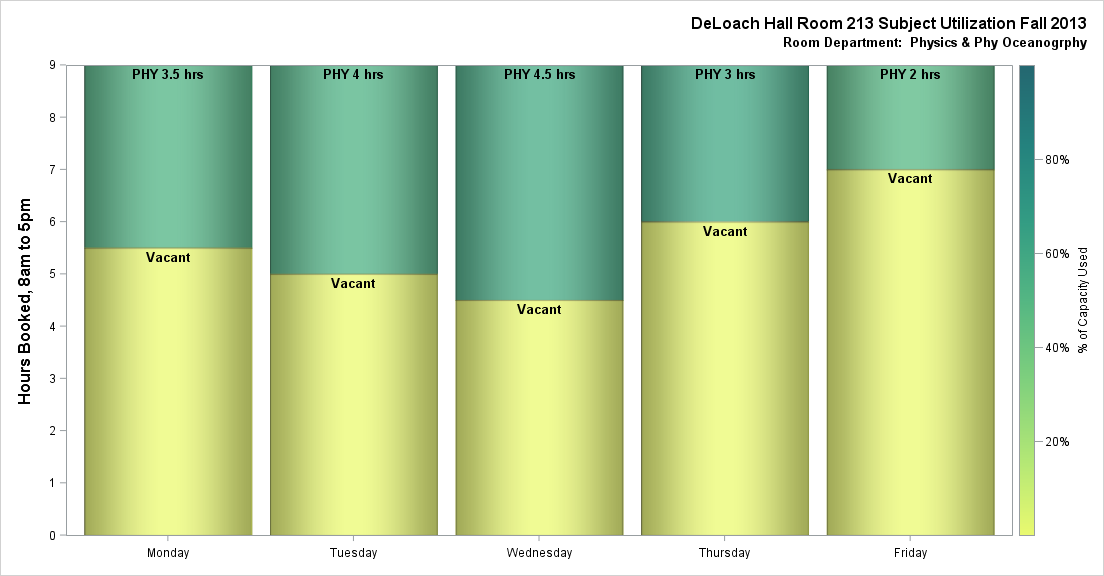 DeLoach Hall Room 213 Subject Utilization Fall 2013
Room Department:  Physics & Phy Oceanogrphy
Hours Booked, 8am to 5pm
9
8
7
6
5
4
3
2
1
0
PHY 3.5 hrs
Vacant
PHY 4 hrs
Vacant
PHY 4.5 hrs
Vacant
PHY 3 hrs
Vacant
PHY 2 hrs
Vacant
Monday
Tuesday
Wednesday
Thursday
Friday
80%
60%
40%
20%
% of Capacity Used